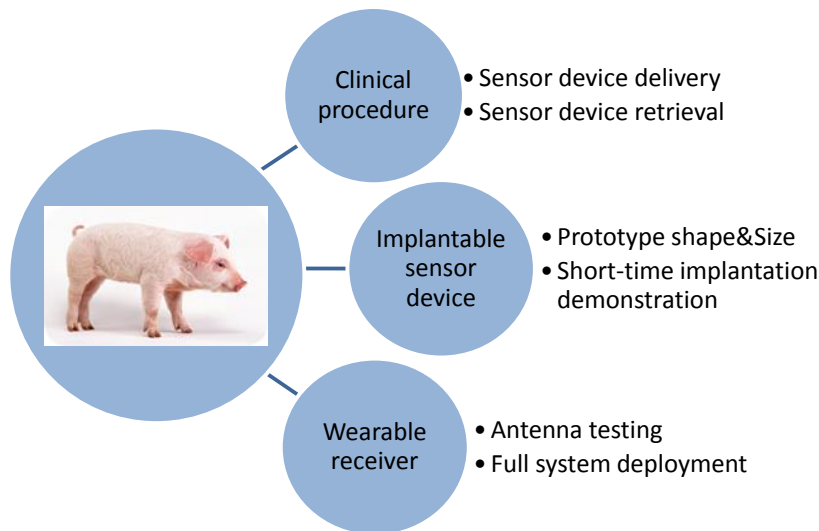 Clinical
procedure
• Sensor device delivery
• Sensor device retrieval
Implantable
sensor
device
• Prototype shape&Size
• Short-time implantation
demonstration
Wearable
receiver
• Antenna testing
• Full system deployment